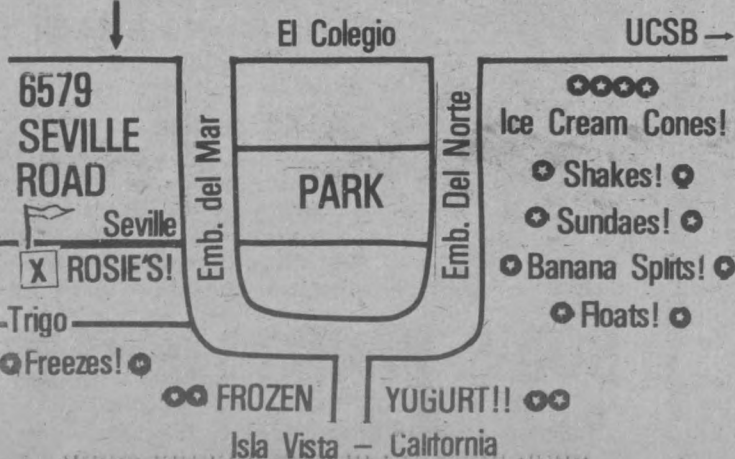 El Colegio
UCSB →
6579
SEVILLE
ROAD
Seville
X ROSIE'S!
Trigo
Freezes!
Emb. del Mar
PARK
Emb. Del Norte
Ice Cream Cones!
Shakes!
Sundaes!
Banana Splits!
Floats!
FROZEN YOGURT!!
Isla Vista – California